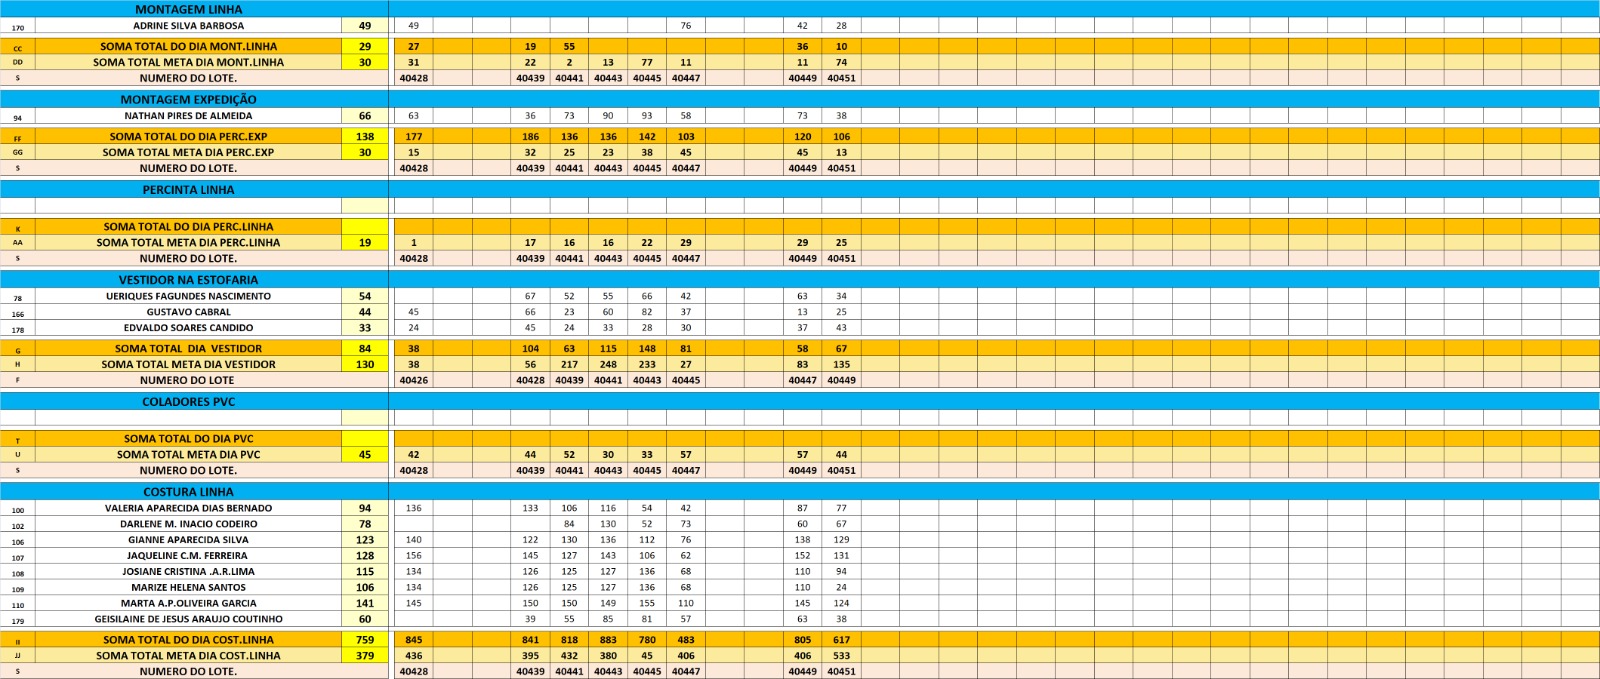 MONTAGEM LINHA
170 ADRINE SILVA BARBOSA 49 49 76 42 28
CC SOMA TOTAL DO DIA MONT.LINHA 29 27 19 55 36 10
DD SOMA TOTAL META DIA MONT.LINHA 30 31 22 2 13 77 11 11 74
S NUMERO DO LOTE. 40428 40439 40441 40443 40445 40447 40449 40451
MONTAGEM EXPEDIÇÃO
94 NATHAN PIRES DE ALMEIDA 66 63 36 73 90 93 58 73 38
FF SOMA TOTAL DO DIA PERC.EXP 138 177 186 136 136 142 103 120 106
GG SOMA TOTAL META DIA PERC.EXP 30 15 32 25 23 38 45 45 13
S NUMERO DO LOTE. 40428 40439 40441 40443 40445 40447 40449 40451
PERCINTA LINHA
K SOMA TOTAL DO DIA PERC.LINHA
AA SOMA TOTAL META DIA PERC.LINHA 19 1 17 16 16 22 29 29 25
S NUMERO DO LOTE. 40428 40439 40441 40443 40445 40447 40449 40451
VESTIDOR NA ESTOFARIA
78 UERIQUES FAGUNDES NASCIMENTO 54 67 52 55 66 42 63 34
166 GUSTAVO CABRAL 44 45 66 23 60 82 37 13 25
178 EDVALDO SOARES CANDIDO 33 24 45 24 33 28 30 37 43
G SOMA TOTAL DIA VESTIDOR 84 38 104 63 115 148 81 58 67
H SOMA TOTAL META DIA VESTIDOR 130 38 56 217 248 233 27 83 135
F NUMERO DO LOTE 40426 40428 40439 40441 40443 40445 40447 40449
COLADORES PVC
T SOMA TOTAL DO DIA PVC
U SOMA TOTAL META DIA PVC 45 42 44 52 30 33 57 57 44
S NUMERO DO LOTE. 40428 40439 40441 40443 40445 40447 40449 40451
COSTURA LINHA
100 VALERIA APARECIDA DIAS BERNADO 94 136 133 106 116 54 42 87 77
102 DARLENE M. INACIO CODEIRO 78 84 130 52 73 60 67
106 GIANNE APARECIDA SILVA 123 140 122 130 136 112 76 138 129
107 JAQUELINE C.M. FERREIRA 128 156 145 127 143 106 62 152 131
108 JOSIANE CRISTINA .A.R.LIMA 115 134 126 125 127 136 68 110 94
109 MARIZE HELENA SANTOS 106 134 126 125 127 136 68 110 24
110 MARTA A.P.OLIVEIRA GARCIA 141 145 150 150 149 155 110 145 124
179 GEISILAINE DE JESUS ARAUJO COUTINHO 60 39 55 85 81 57 63 38
II SOMA TOTAL DO DIA COST.LINHA 759 845 841 818 883 780 483 805 617
JJ SOMA TOTAL META DIA COST.LINHA 379 436 395 432 380 45 406 406 533
S NUMERO DO LOTE. 40428 40439 40441 40443 40445 40447 40449 40451